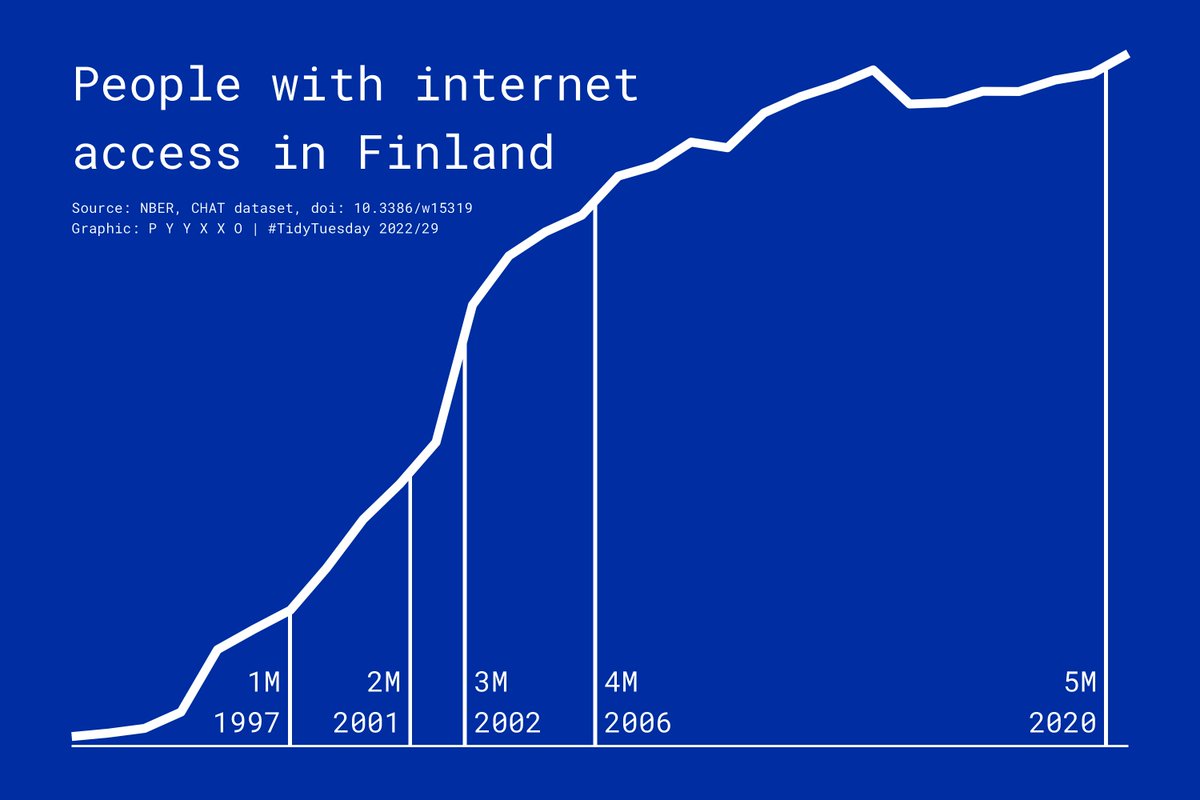 People with internet
access in Finland
Source: NBER, CHAT dataset, doi: 10.3386/w15319
Graphic: P Y Y X X O | #TidyTuesday 2022/29
1M
1997
2M
2001
3M
2002
4M
2006
5M
2020